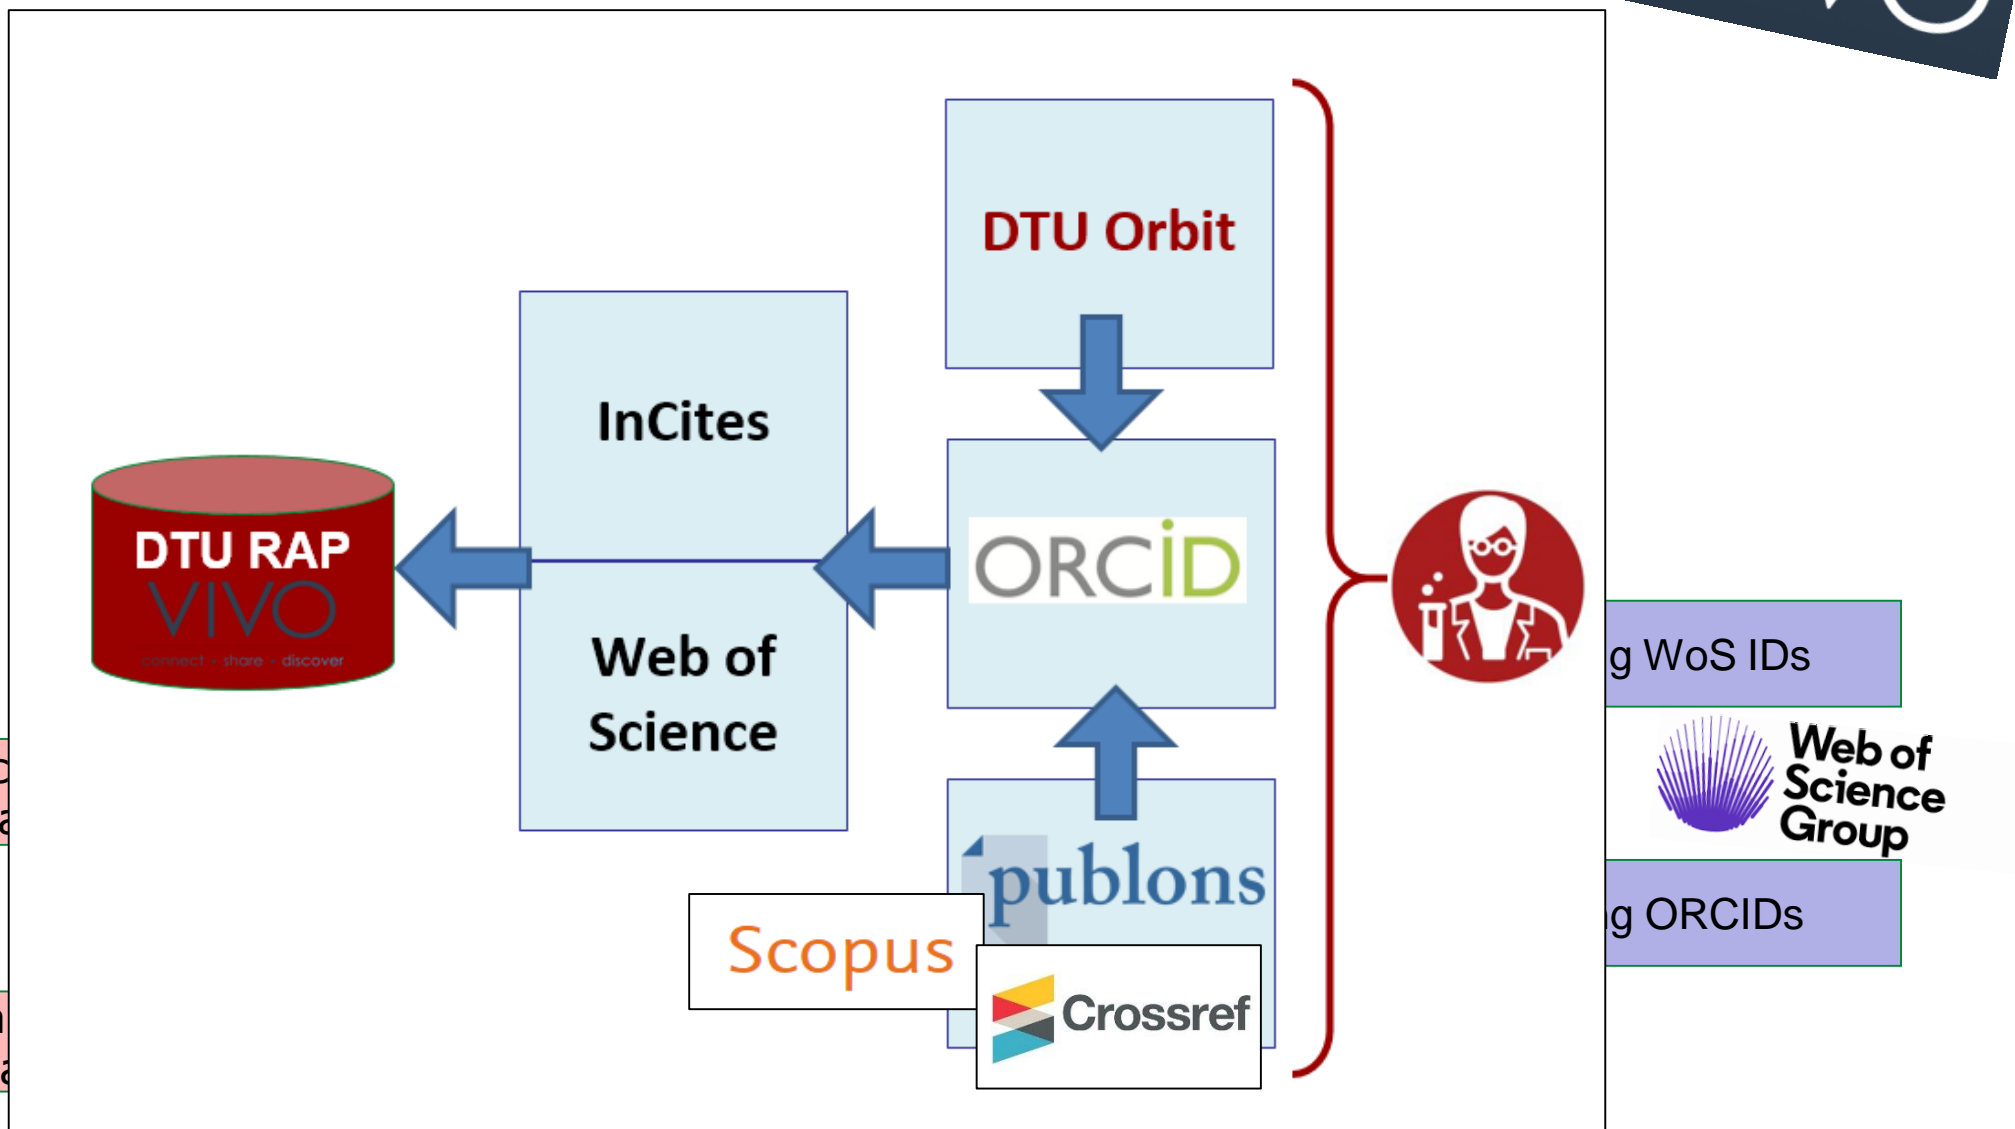 DTU Orbit
InCites
DTU RAP
VIVO
connect · share · discover
ORCiD
Web of
Science
publons
Scopus
Crossref
g WoS IDs
Web of
Science
Group
g ORCIDs